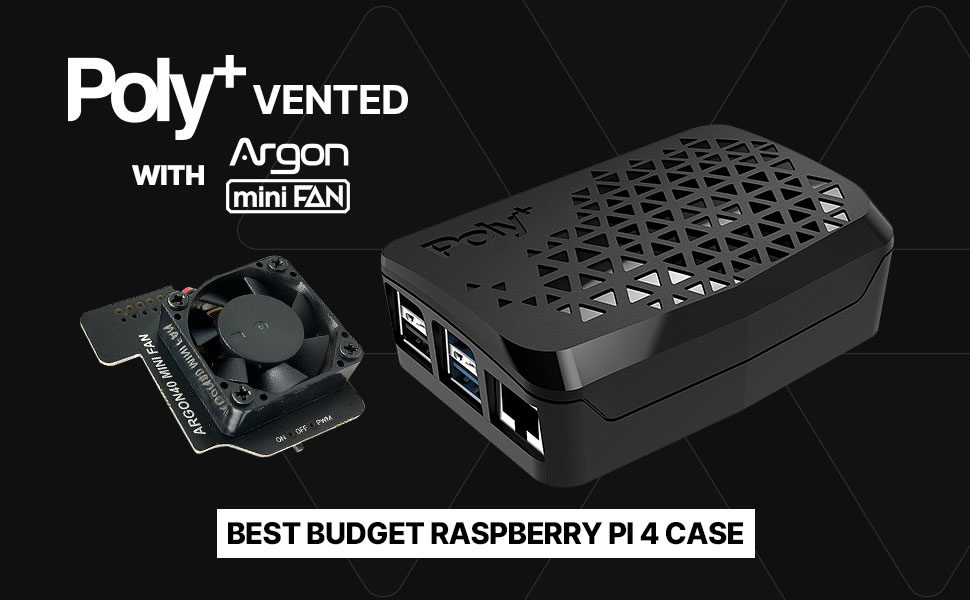 Poly+ VENTED
WITH Argon
mini FAN
Poly+
ARGON40 MINI FAN
ON OFF PWM
BEST BUDGET RASPBERRY PI 4 CASE